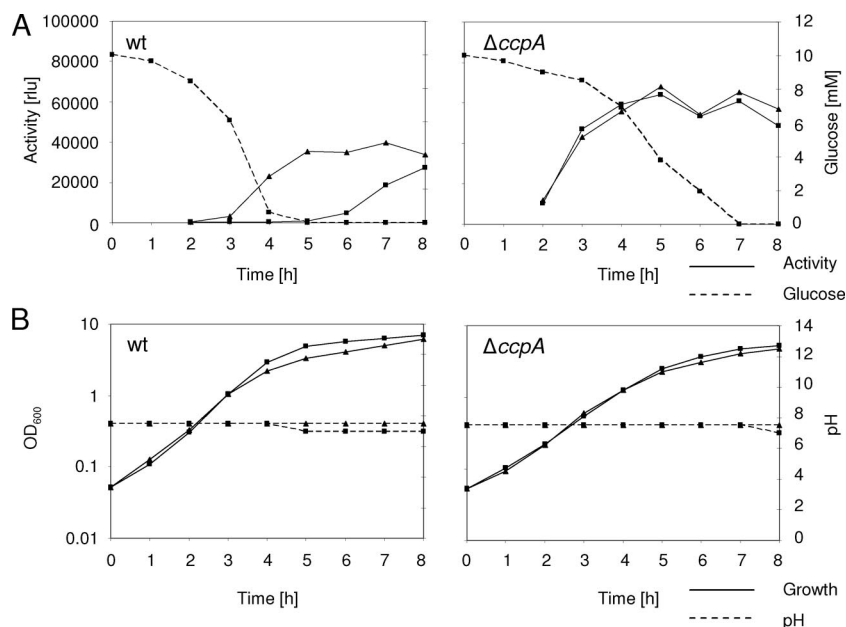 A
wt
ΔccpA
Activity [rlu]
100000
80000
60000
40000
20000
0
0 1 2 3 4 5 6 7 8
Time [h]
0 1 2 3 4 5 6 7 8
Time [h]
12
10
8
6
4
2
0
Glucose [mM]
Activity
Glucose
B
wt
ΔccpA
OD600
10
1
0.1
0.01
0 1 2 3 4 5 6 7 8
Time [h]
0 1 2 3 4 5 6 7 8
Time [h]
14
12
10
8
6
4
2
0
pH
Growth
pH